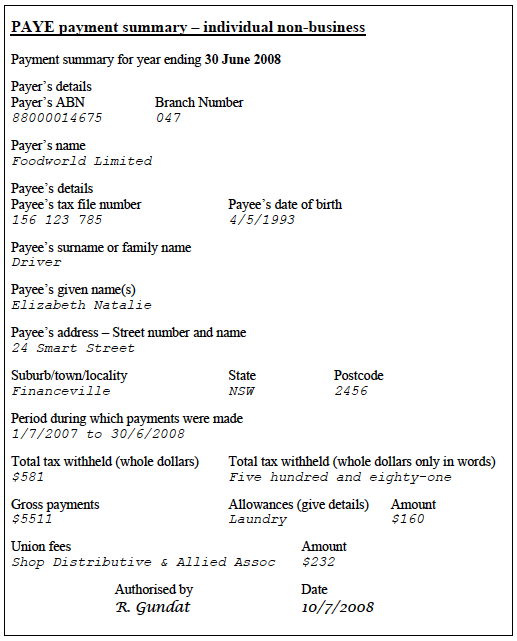 PAYE payment summary – individual non-business
Payment summary for year ending 30 June 2008
Payer’s details
Payer’s ABN Branch Number
88000014675 047
Payer’s name
Foodworld Limited
Payee’s details
Payee’s tax file number Payee’s date of birth
156 123 785 4/5/1993
Payee’s surname or family name
Driver
Payee’s given name(s)
Elizabeth Natalie
Payee’s address – Street number and name
24 Smart Street
Suburb/town/locality State Postcode
Financeville NSW 2456
Period during which payments were made
1/7/2007 to 30/6/2008
Total tax withheld (whole dollars) Total tax withheld (whole dollars only in words)
$581 Five hundred and eighty-one
Gross payments Allowances (give details) Amount
$5511 Laundry $160
Union fees Amount
Shop Distributive & Allied Assoc $232
Authorised by Date
R. Gundat 10/7/2008